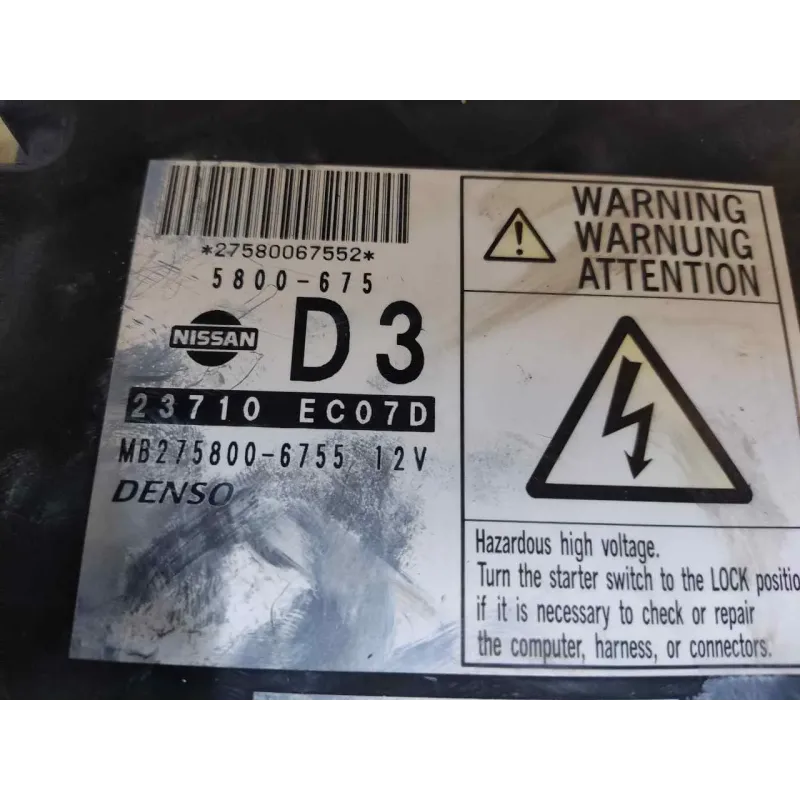 *27580067552*
5800-675
NISSAN
D3
23710 EC07D
MB275800-6755 12V
DENSO
WARNING
WARNUNG
ATTENTION
Hazardous high voltage.
Turn the starter switch to the LOCK position
if it is necessary to check or repair
the computer, harness, or connectors.